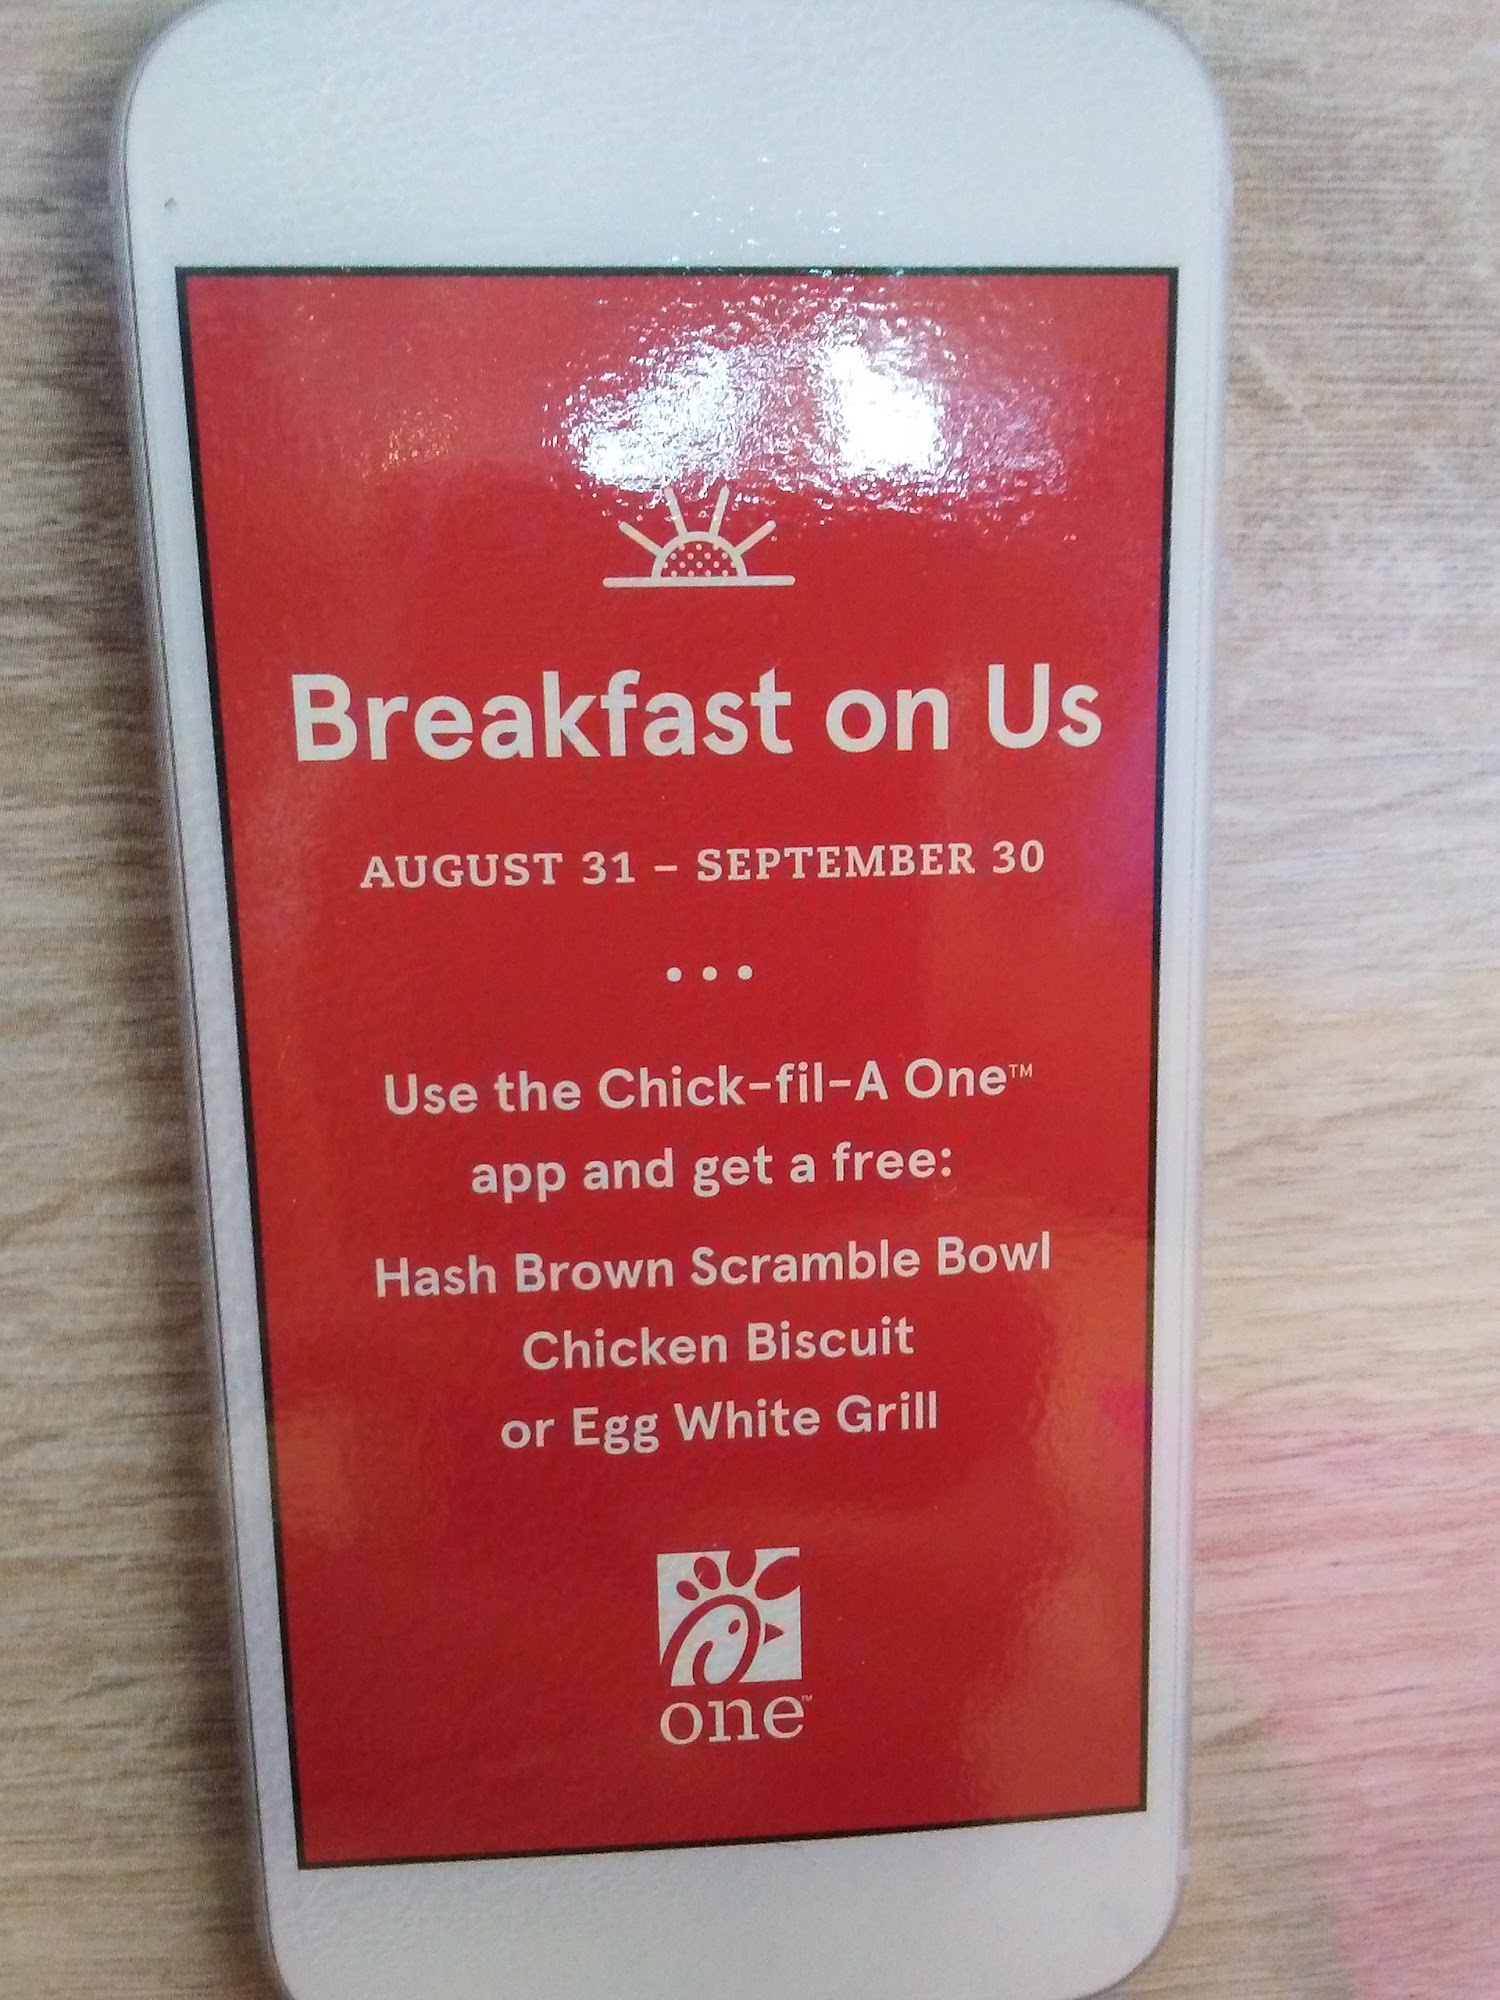 Breakfast on Us
AUGUST 31 – SEPTEMBER 30
Use the Chick-fil-A One™
app and get a free:
Hash Brown Scramble Bowl
Chicken Biscuit
or Egg White Grill
one™